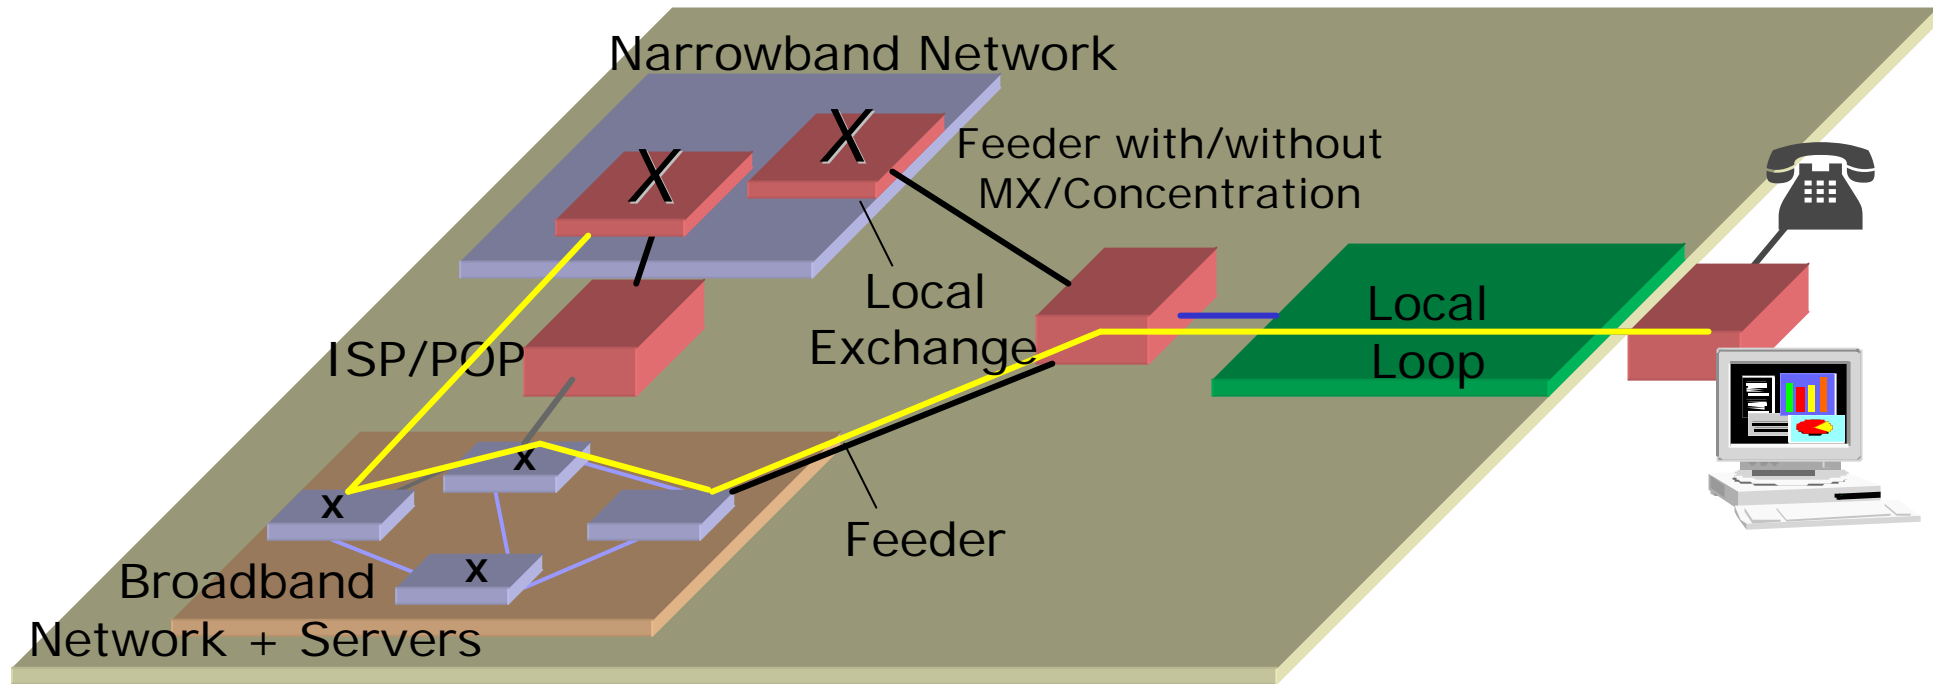 Narrowband Network
X
X
Feeder with/without
MX/Concentration
Local
Exchange
Local
Loop
ISP/POP
x
x
x
Feeder
Broadband
Network + Servers